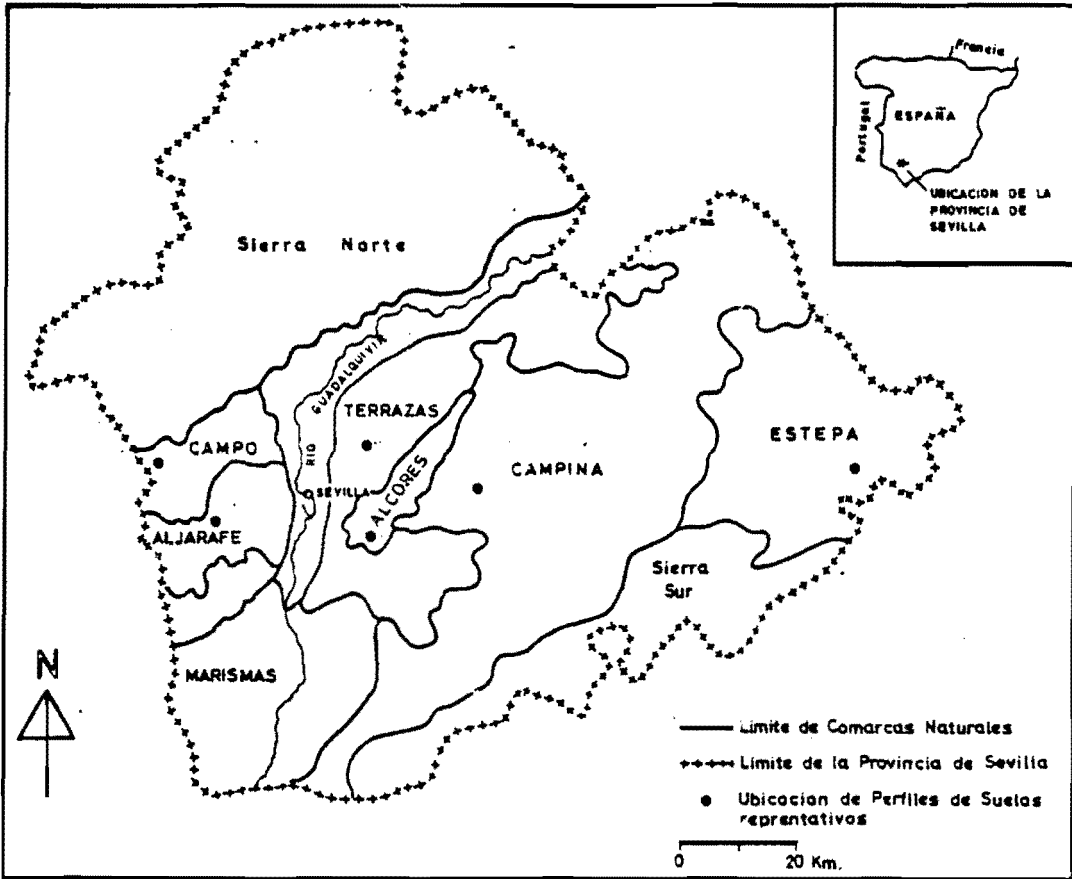 Francia
Portugal
ESPAÑA
UBICACION DE LA
PROVINCIA DE
SEVILLA
Sierra Norte
RIO GUADALQUIVIR
CAMPO
TERRAZAS
ESTEPA
ALCORES
CAMPINA
SEVILLA
ALJARAFE
Sierra
Sur
MARISMAS
N
Limite de Comarcas Naturales
Limite de la Provincia de Sevilla
Ubicacion de Perfiles de Suelos
reprentativos
0 20 Km.